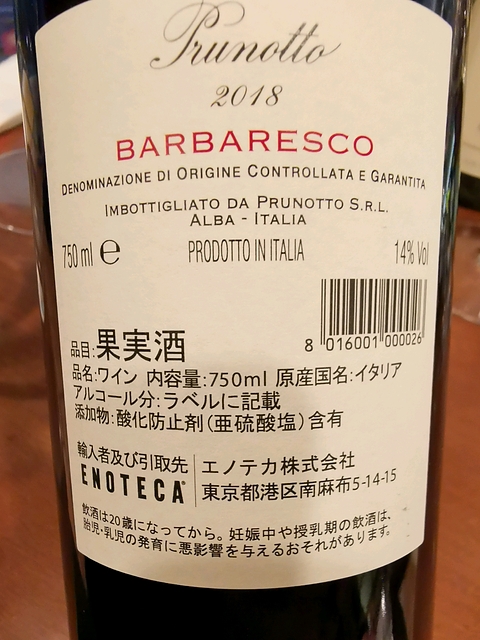 Prunotto
2018
BARBARESCO
DENOMINAZIONE DI ORIGINE CONTROLLATA E GARANTITA
IMBOTTIGLIATO DA PRUNOTTO S.R.L.
ALBA - ITALIA
750 ml ℮ PRODOTTO IN ITALIA 14% Vol
8 016001 000026
品目:果実酒
品名:ワイン 内容量:750ml 原産国名:イタリア
アルコール分:ラベルに記載
添加物:酸化防止剤(亜硫酸塩)含有
輸入者及び引取先
ENOTECA
エノテカ株式会社
東京都港区南麻布5-14-15
飲酒は20歳になってから。妊娠中や授乳期の飲酒は、
胎児・乳児の発育に悪影響を与えるおそれがあります。